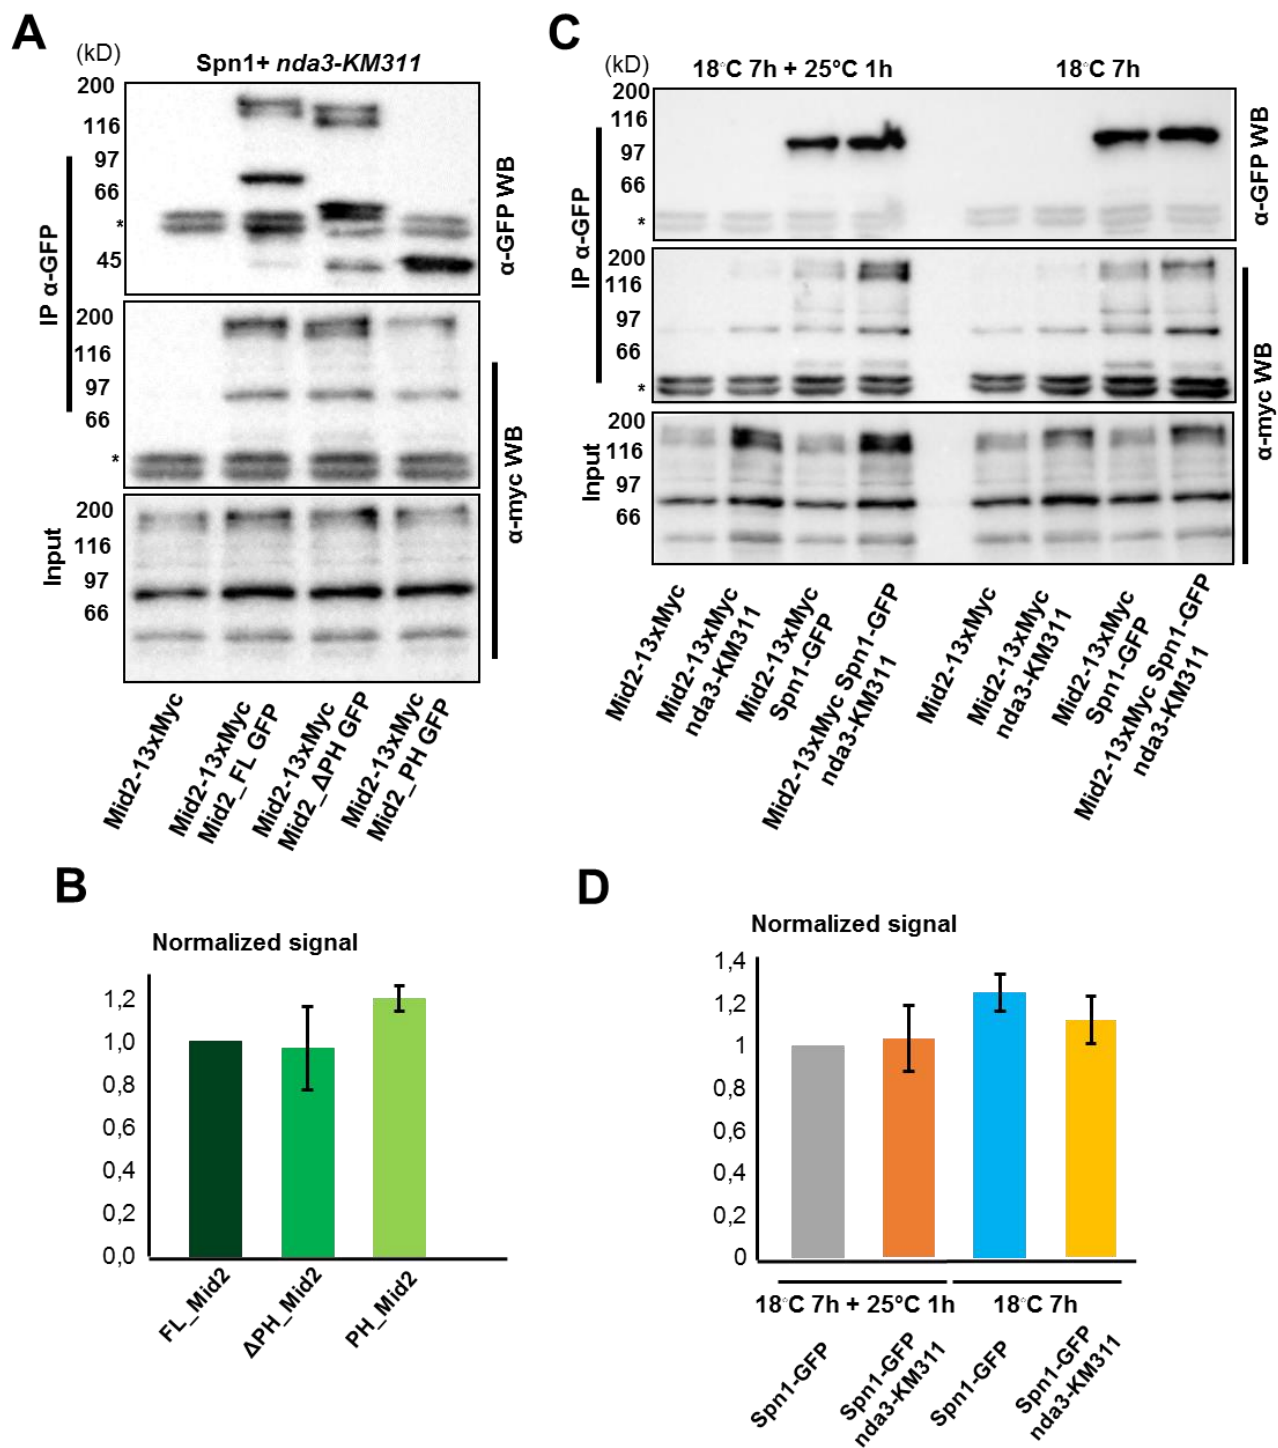 A
(kD)
Spn1+ nda3-KM311
200
116
97
66
*
45
IP α-GFP
α-GFP WB
200
116
97
66
*
α-myc WB
200
116
97
66
Input
Mid2-13xMyc
Mid2-13xMyc
Mid2_FL GFP
Mid2-13xMyc
Mid2_ΔPH GFP
Mid2-13xMyc
Mid2_PH GFP
C
(kD)
18°C 7h + 25°C 1h
18°C 7h
200
116
97
66
*
IP α-GFP
α-GFP WB
200
116
97
66
*
α-myc WB
200
116
97
66
Input
Mid2-13xMyc
Mid2-13xMyc
nda3-KM311
Mid2-13xMyc
Spn1-GFP
Mid2-13xMyc Spn1-GFP
nda3-KM311
Mid2-13xMyc
Mid2-13xMyc
nda3-KM311
Mid2-13xMyc
Spn1-GFP
Mid2-13xMyc Spn1-GFP
nda3-KM311
B
Normalized signal
1,2
1,0
0,8
0,6
0,4
0,2
0,0
FL_Mid2
ΔPH_Mid2
PH_Mid2
D
Normalized signal
1,4
1,2
1
0,8
0,6
0,4
0,2
0
18°C 7h + 25°C 1h
18°C 7h
Spn1-GFP
Spn1-GFP
nda3-KM311
Spn1-GFP
Spn1-GFP
nda3-KM311